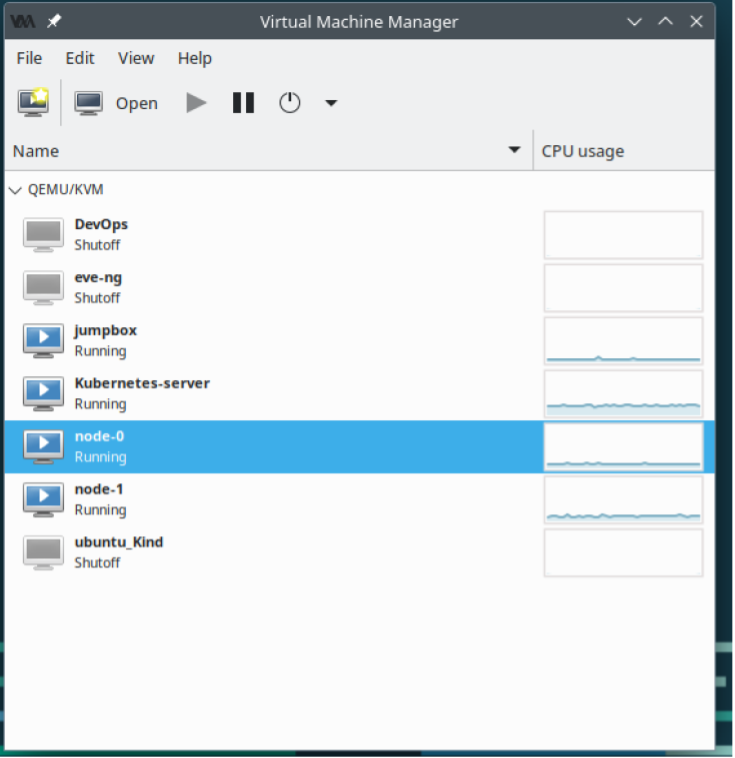 Virtual Machine Manager
File Edit View Help
Open
Name CPU usage
QEMU/KVM
DevOps
Shutoff
eve-ng
Shutoff
jumpbox
Running
Kubernetes-server
Running
node-0
Running
node-1
Running
ubuntu_Kind
Shutoff